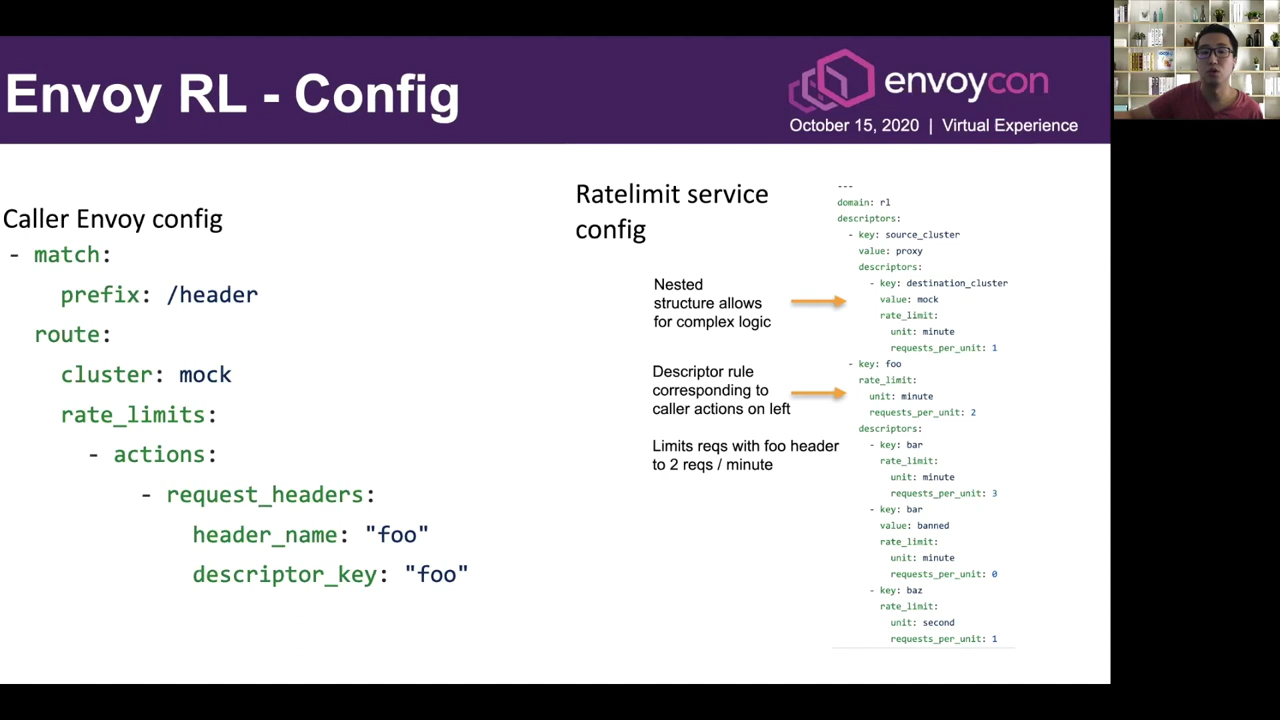 Envoy RL - Config
envoycon
October 15, 2020 | Virtual Experience
Caller Envoy config
- match:
prefix: /header
route:
cluster: mock
rate_limits:
- actions:
- request_headers:
header_name: "foo"
descriptor_key: "foo"
Ratelimit service
config
Nested
structure allows
for complex logic
Descriptor rule
corresponding to
caller actions on left
Limits reqs with foo header
to 2 reqs / minute
---
domain: rl
descriptors:
- key: source_cluster
value: proxy
descriptors:
- key: destination_cluster
value: mock
rate_limit:
unit: minute
requests_per_unit: 1
- key: foo
rate_limit:
unit: minute
requests_per_unit: 2
descriptors:
- key: bar
rate_limit:
unit: minute
requests_per_unit: 3
- key: bar
value: banned
rate_limit:
unit: minute
requests_per_unit: 0
- key: baz
rate_limit:
unit: second
requests_per_unit: 1